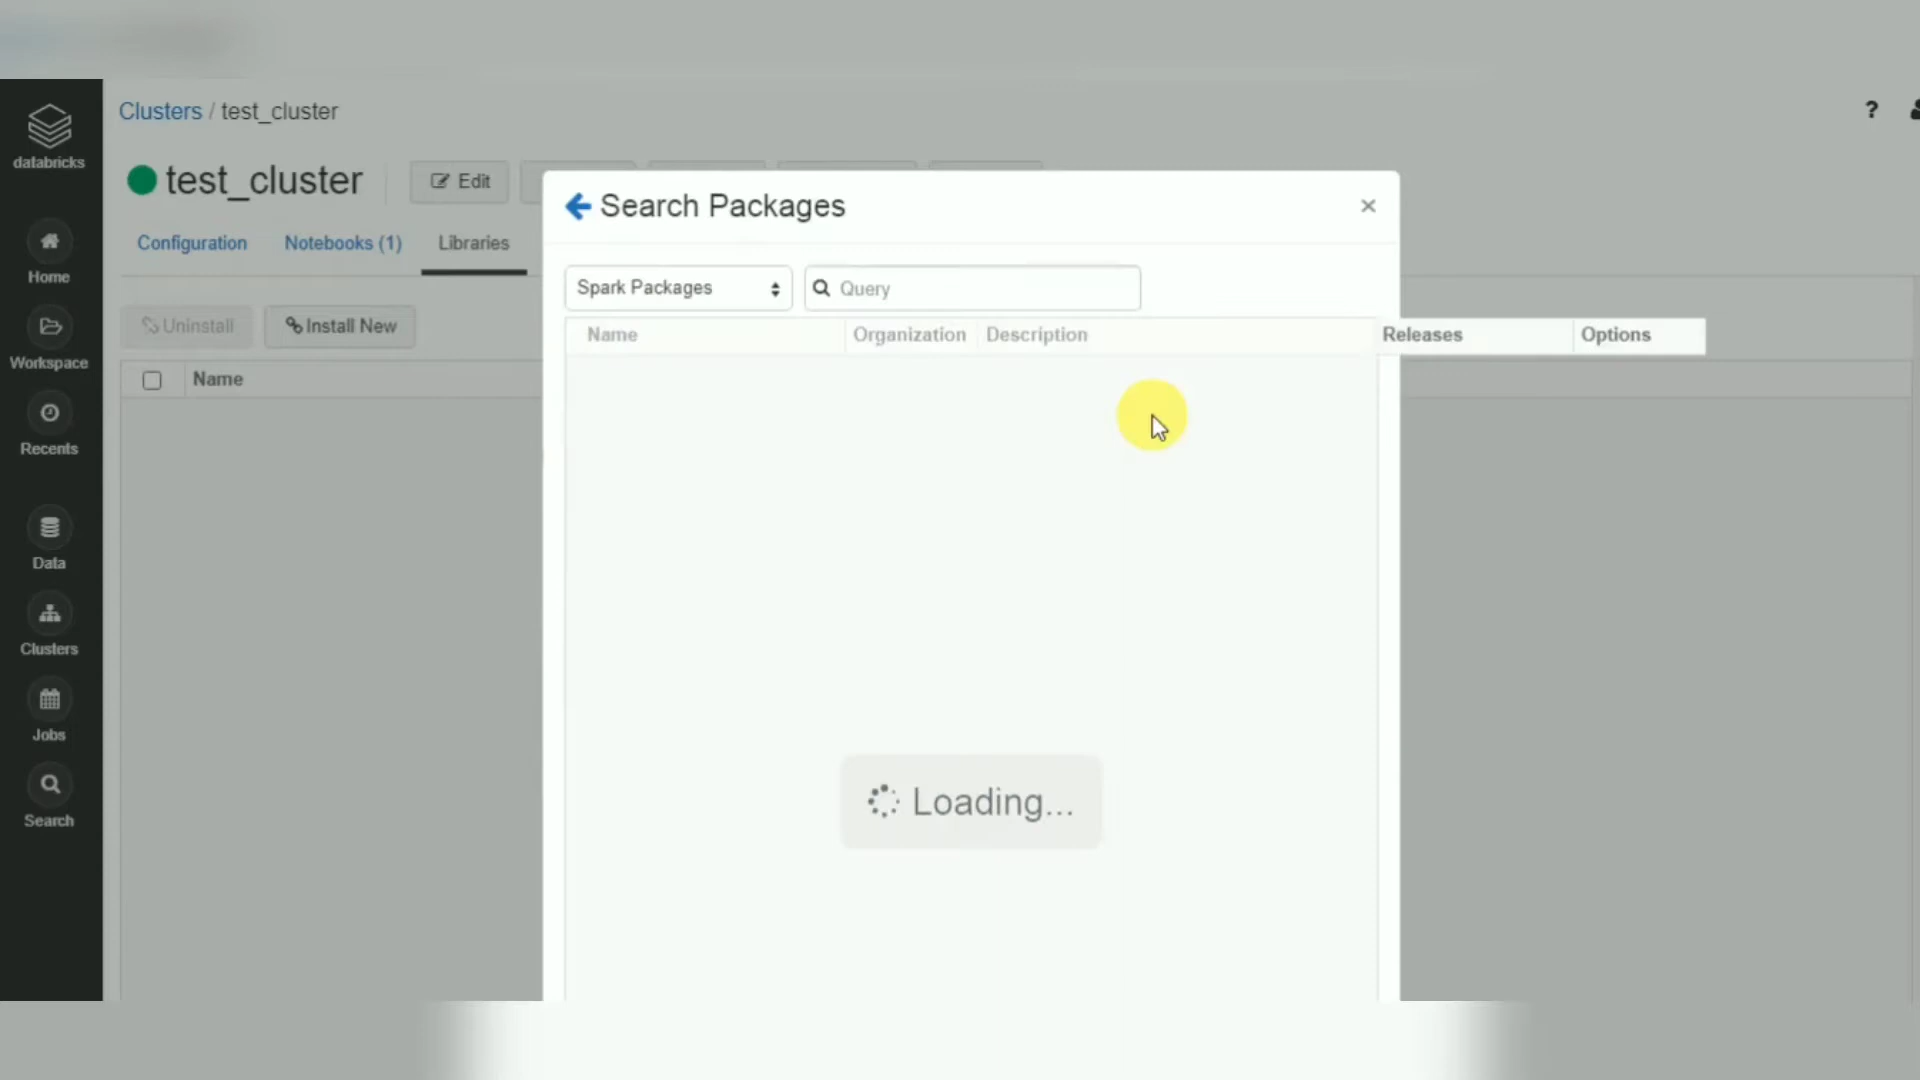 databricks
Home
Workspace
Recents
Data
Clusters
Jobs
Search
Clusters / test_cluster
?
test_cluster
Edit
Configuration
Notebooks (1)
Libraries
Uninstall
Install New
Name
Search Packages
×
Spark Packages
Query
Name Organization Description Releases Options
Loading...